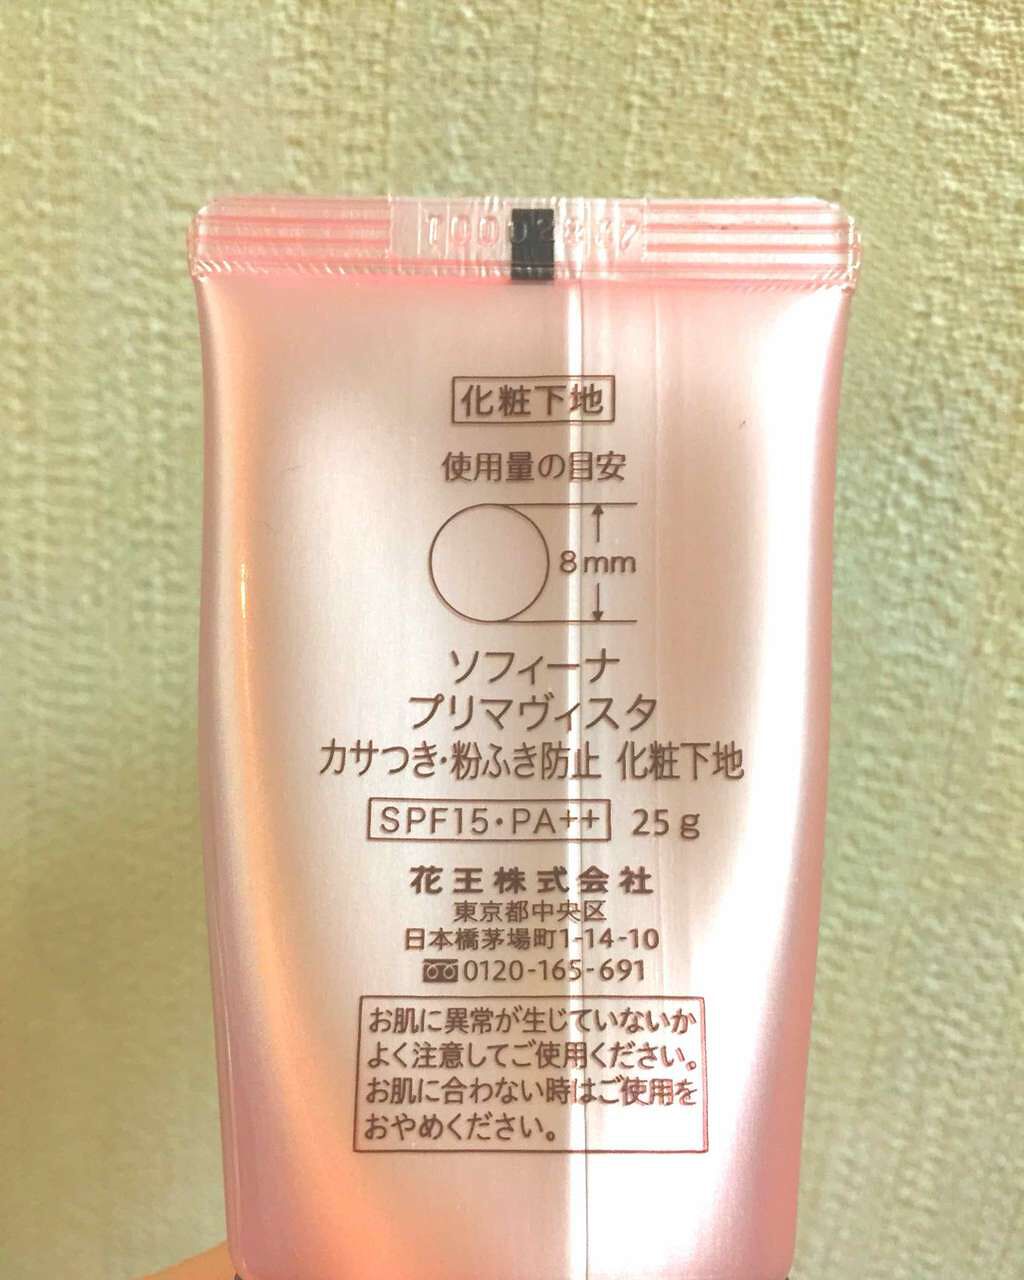 化粧下地
使用量の目安
8mm
ソフィーナ
プリマヴィスタ
カサつき・粉ふき防止 化粧下地
SPF15・PA++ 25g
花王株式会社
東京都中央区
日本橋茅場町1-14-10
0120-165-691
お肌に異常が生じていないか
よく注意してご使用ください。
お肌に合わない時はご使用を
おやめください。